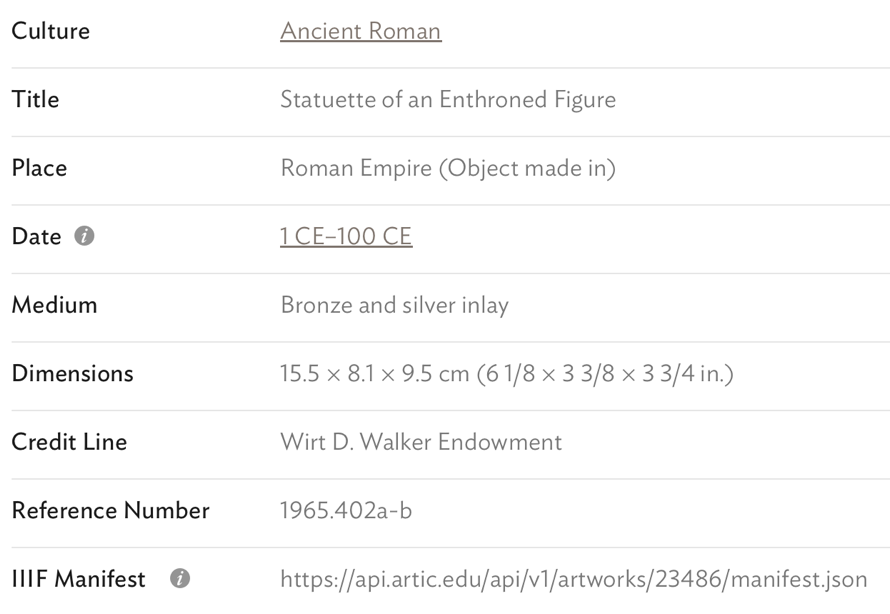 Culture Ancient Roman
Title Statuette of an Enthroned Figure
Place Roman Empire (Object made in)
Date i 1 CE–100 CE
Medium Bronze and silver inlay
Dimensions 15.5 × 8.1 × 9.5 cm (6 1/8 × 3 3/8 × 3 3/4 in.)
Credit Line Wirt D. Walker Endowment
Reference Number 1965.402a-b
IIIF Manifest i https://api.artic.edu/api/v1/artworks/23486/manifest.json